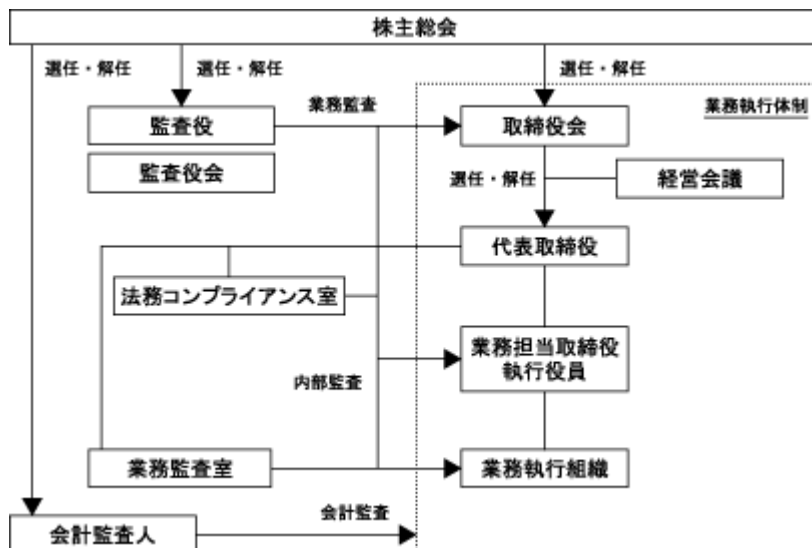 株主総会
選任・解任
選任・解任
選任・解任
業務執行体制
監査役
業務監査
取締役会
監査役会
選任・解任
経営会議
代表取締役
法務コンプライアンス室
業務担当取締役
執行役員
内部監査
業務監査室
業務執行組織
会計監査
会計監査人